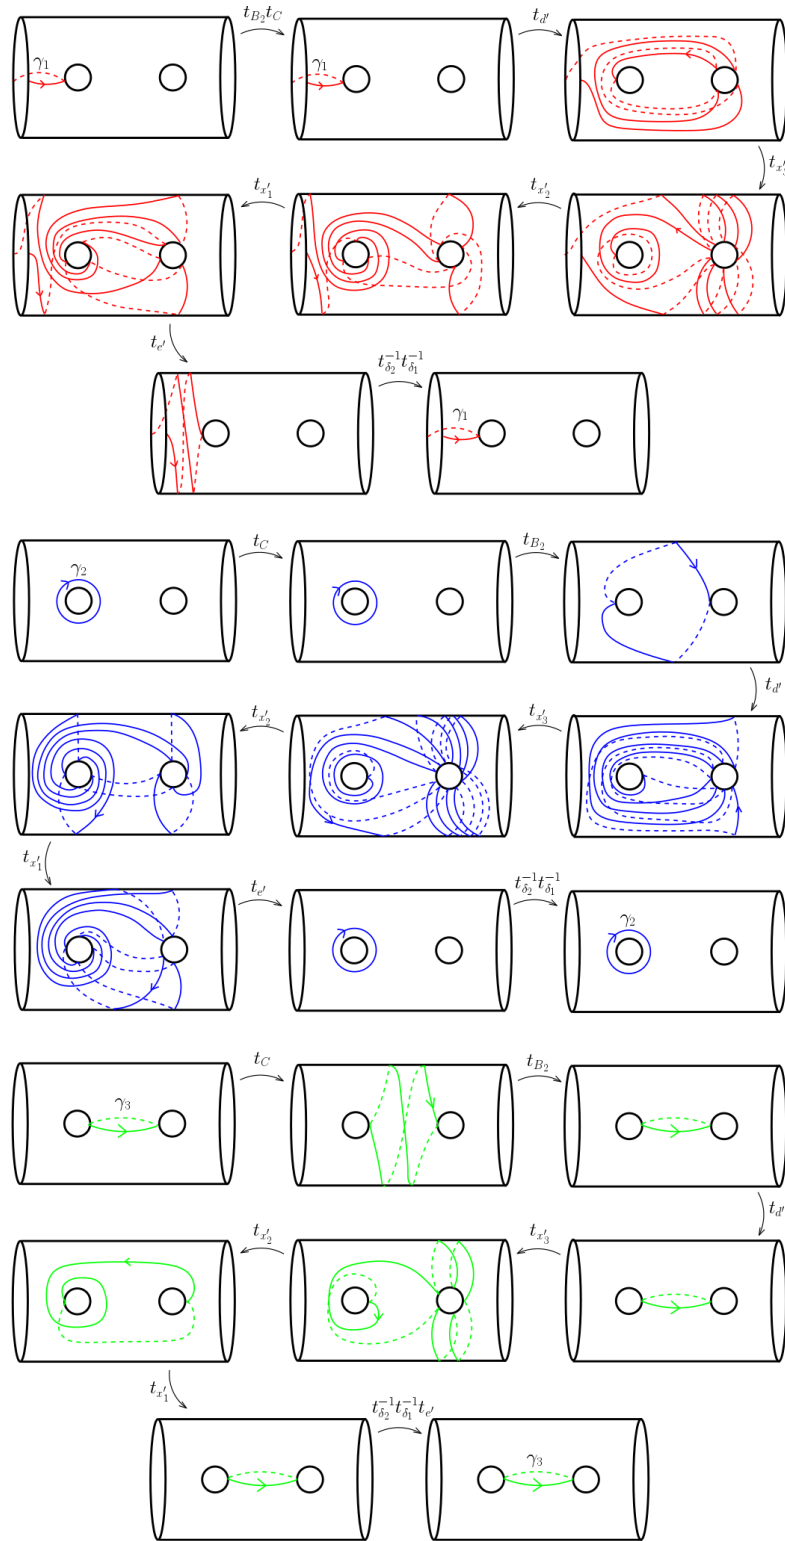 t_{B_2}t_C t_{d'}
γ_1 γ_1
t_{x'_3}
t_{x'_1} t_{x'_2}
t_{e'} t_{δ_2}^{-1}t_{δ_1}^{-1}
γ_1
t_C t_{B_2}
γ_2
t_{d'}
t_{x'_2} t_{x'_3}
t_{x'_1} t_{e'} t_{δ_2}^{-1}t_{δ_1}^{-1}
γ_2
t_C t_{B_2}
γ_3
t_{d'}
t_{x'_2} t_{x'_3}
t_{x'_1} t_{δ_2}^{-1}t_{δ_1}^{-1}t_{e'}
γ_3